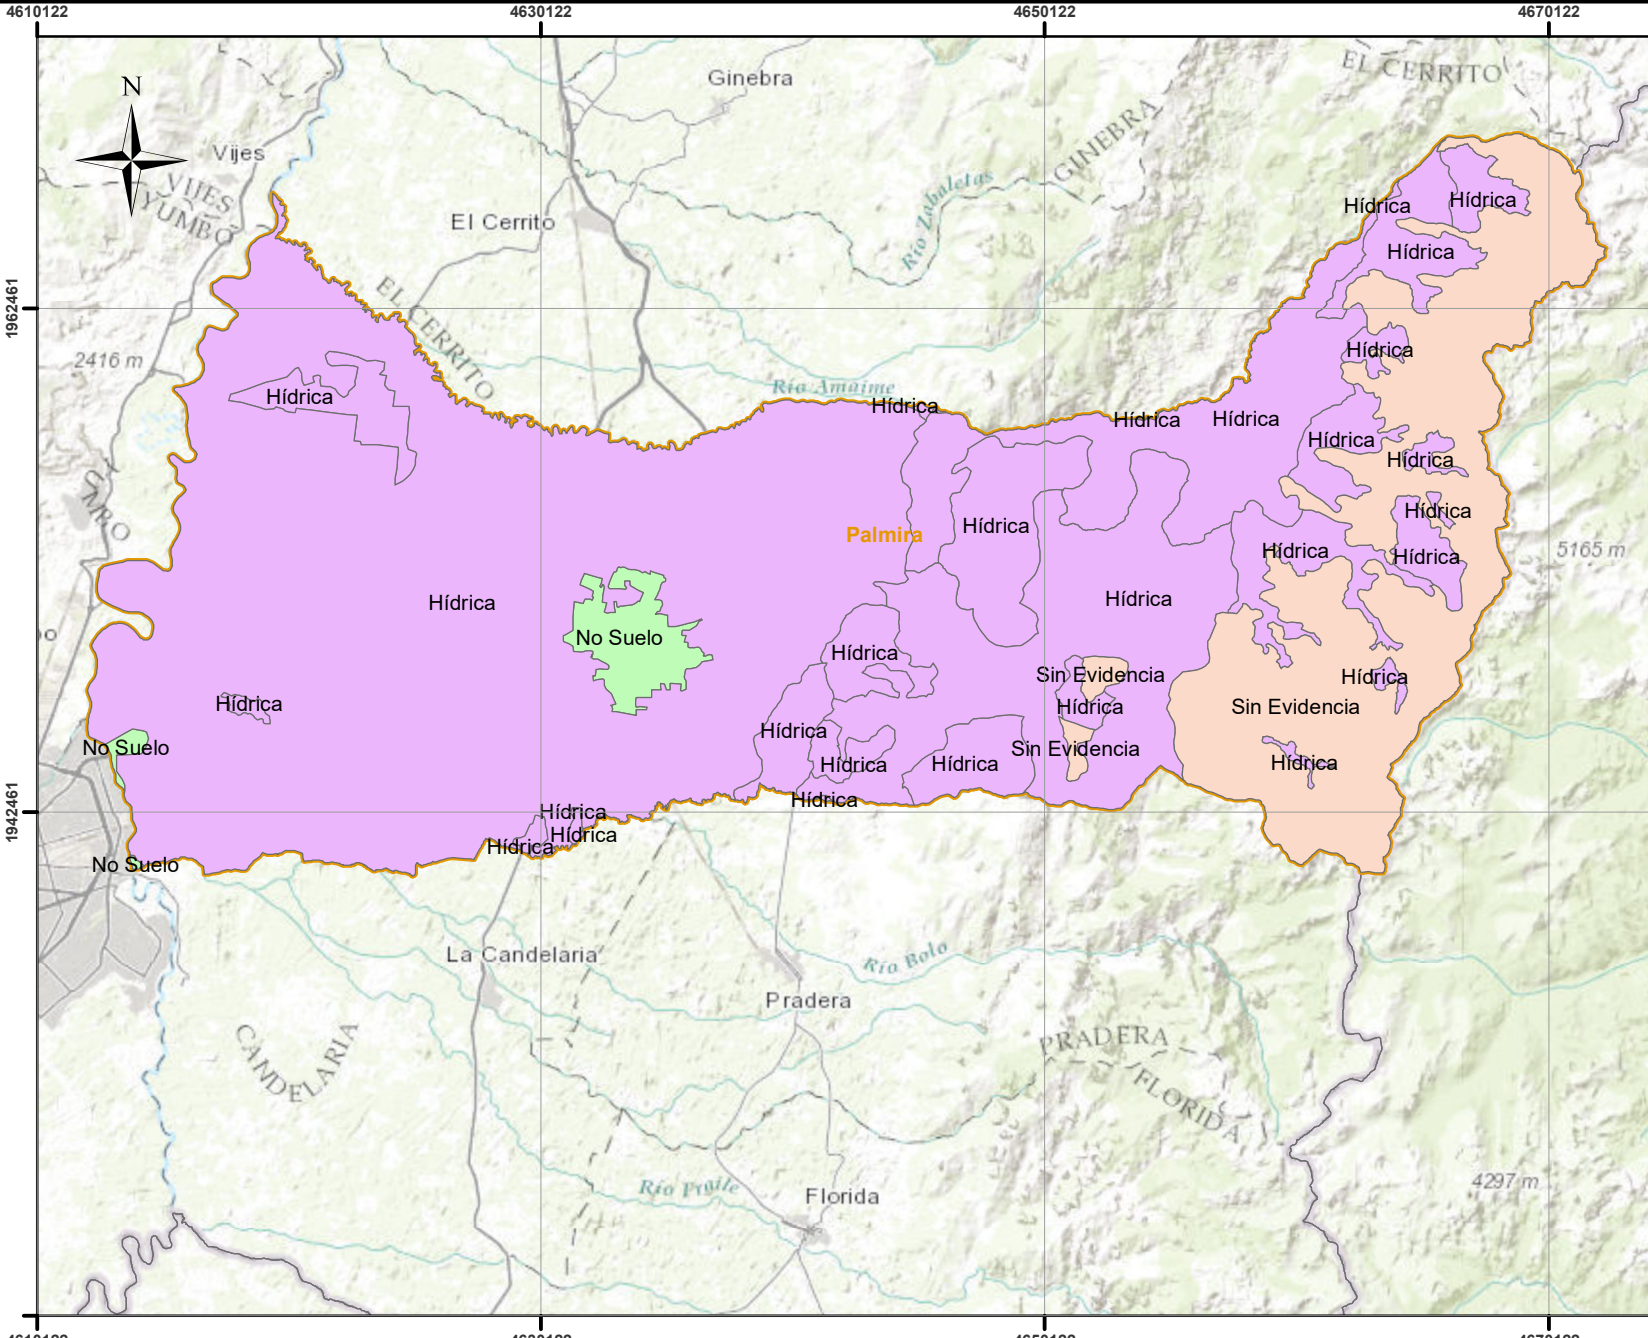 4610122
4630122
4650122
4670122
N
Ginebra
EL CERRITO
GINEBRA
Vijes
VIJES
YUMBO
El Cerrito
Río Zabaletas
Hídrica
Hídrica
Hídrica
1962461
EL CERRITO
2416 m
Hídrica
Río Amaime
Hídrica
Hídrica
Hídrica
Hídrica
Hídrica
Hídrica
Hídrica
Palmira
Hídrica
Hídrica
Hídrica
5165 m
Hídrica
Hídrica
No Suelo
Hídrica
Sin Evidencia
Hídrica
Hídrica
Hídrica
Sin Evidencia
Hídrica
No Suelo
Sin Evidencia
Hídrica
Hídrica
Hídrica
Hídrica
Hídrica
1942461
Hídrica
Hídrica
Hídrica
No Suelo
La Candelaria
Río Bolo
Pradera
CANDELARIA
PRADERA
FLORIDA
Río Fraile
Florida
4297 m